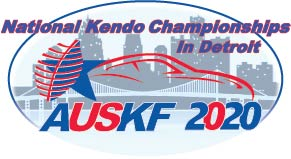 National Kendo Championships
in Detroit
AUSKF 2020